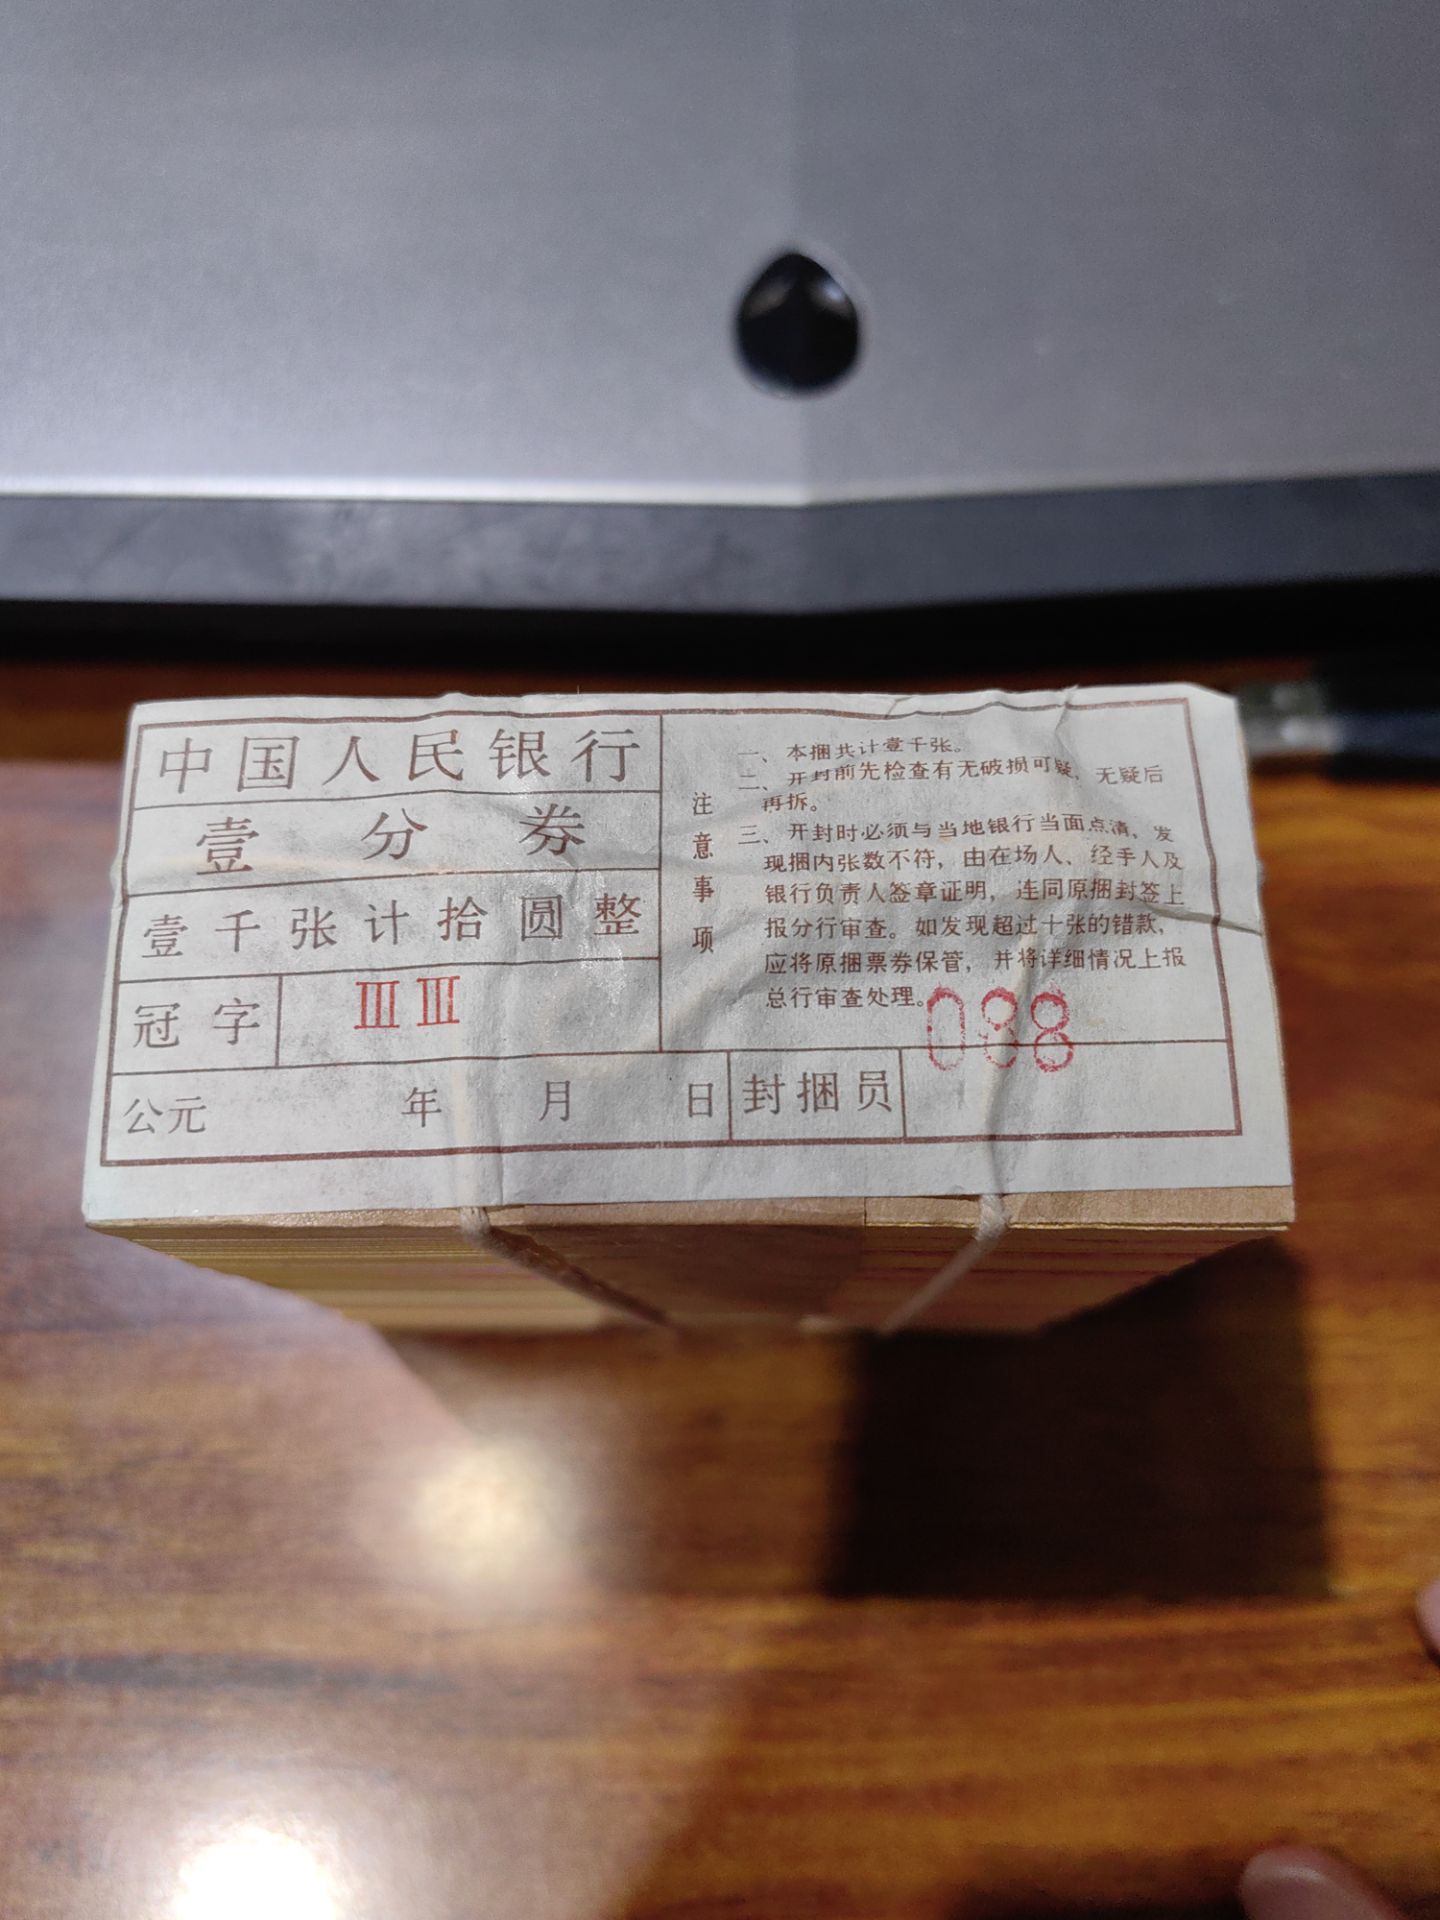 中国人民银行
壹分券
壹千张计拾圆整
冠字 ⅢⅢ
公元 年 月 日 封捆员
注意事项
一、本捆共计壹千张。
二、开封前先检查有无破损可疑，无疑后
再拆。
三、开封时必须与当地银行当面点清，发
现捆内张数不符，由在场人、经手人及
银行负责人签章证明，连同原捆封签上
报分行审查。如发现超过十张的错款，
应将原捆票券保管，并将详细情况上报
总行审查处理。
088